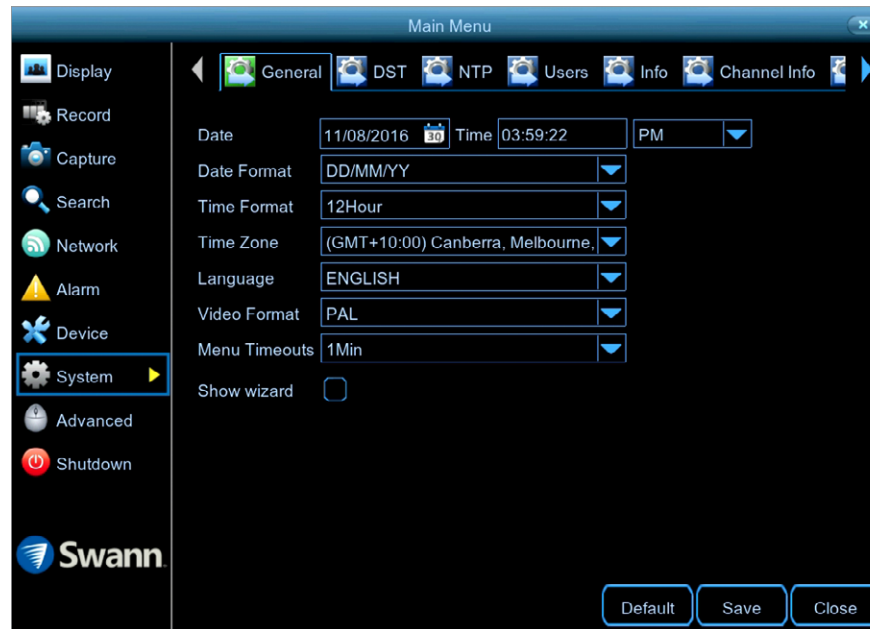 Main Menu
Display
Record
Capture
Search
Network
Alarm
Device
System
Advanced
Shutdown
Swann
General DST NTP Users Info Channel Info
Date 11/08/2016 30 Time 03:59:22 PM
Date Format DD/MM/YY
Time Format 12Hour
Time Zone (GMT+10:00) Canberra, Melbourne,
Language ENGLISH
Video Format PAL
Menu Timeouts 1Min
Show wizard
Default Save Close